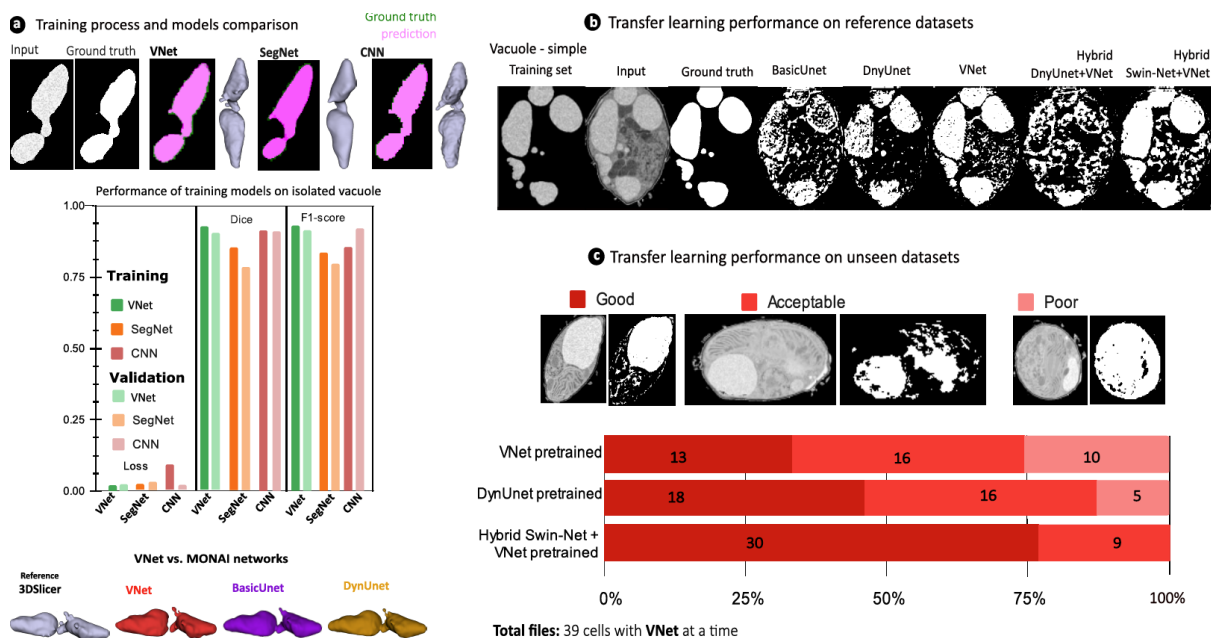 a Training process and models comparison
Ground truth
prediction
Input
Ground truth
VNet
SegNet
CNN
Performance of training models on isolated vacuole
1.00
0.75
0.50
0.25
0.00
Dice
F1-score
Training
VNet
SegNet
CNN
Validation
VNet
SegNet
CNN
Loss
VNet
SegNet
CNN
VNet
SegNet
CNN
VNet
SegNet
CNN
VNet vs. MONAI networks
Reference
3DSlicer
VNet
BasicUnet
DynUnet
b Transfer learning performance on reference datasets
Vacuole - simple
Training set
Input
Ground truth
BasicUnet
DnyUnet
VNet
Hybrid
DnyUnet+VNet
Hybrid
Swin-Net+VNet
c Transfer learning performance on unseen datasets
Good
Acceptable
Poor
VNet pretrained
13
16
10
DynUnet pretrained
18
16
5
Hybrid Swin-Net +
VNet pretrained
30
9
0%
25%
50%
75%
100%
Total files: 39 cells with VNet at a time